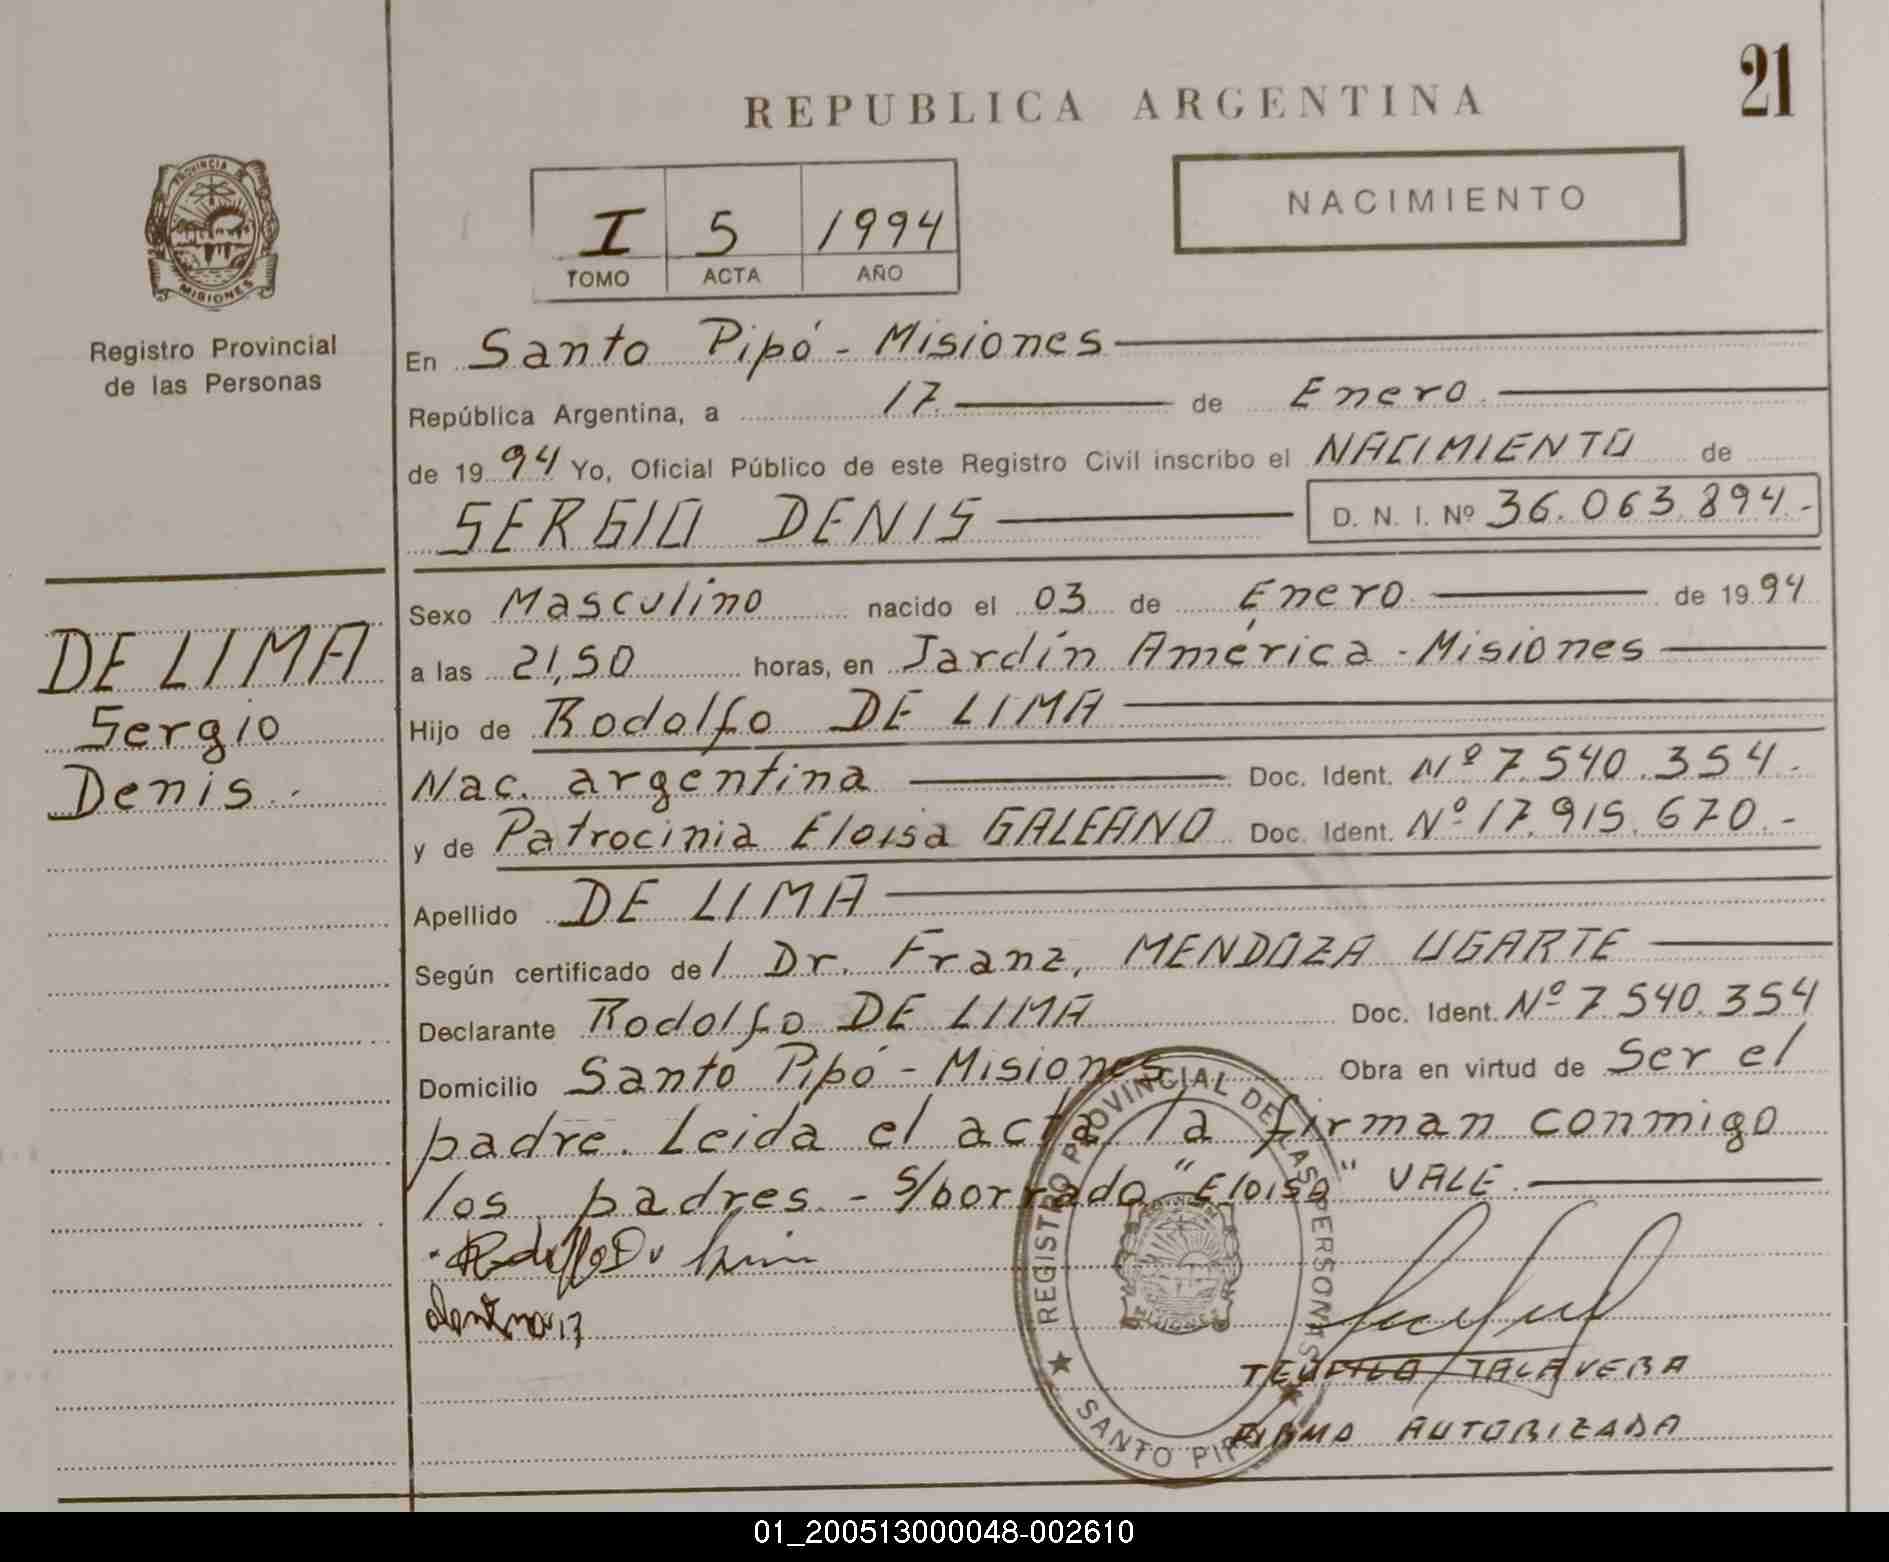 21
REPUBLICA ARGENTINA
PROVINCIA DE MISIONES
Registro Provincial
de las Personas
I 5 1994
TOMO ACTA AÑO
NACIMIENTO
En Santo Pipó - Misiones
República Argentina, a 17 de Enero
de 1994 Yo, Oficial Público de este Registro Civil inscribo el NACIMIENTO de
SERGIO DENIS D. N. I. Nº 36.063.894.-
DE LIMA
Sergio
Denis.-
Sexo Masculino nacido el 03 de Enero de 1994
a las 21,50 horas, en Jardín América - Misiones
Hijo de Rodolfo DE LIMA
Nac. argentina Doc. Ident. Nº 7.540.354.-
y de Patrocinia Eloisa GALEANO Doc. Ident. Nº 17.915.670.-
Apellido DE LIMA
Según certificado del Dr. Franz, MENDOZA UGARTE
Declarante Rodolfo DE LIMA Doc. Ident. Nº 7.540.354
Domicilio Santo Pipó - Misiones Obra en virtud de Ser el
padre. Leida el acta, la firman conmigo
los padres. - s/borrado "Eloisa" VALE
REGISTRO PROVINCIAL DE LAS PERSONAS
SANTO PIPO
TEOFILO TALAVERA
FIRMA AUTORIZADA
01_200513000048-002610